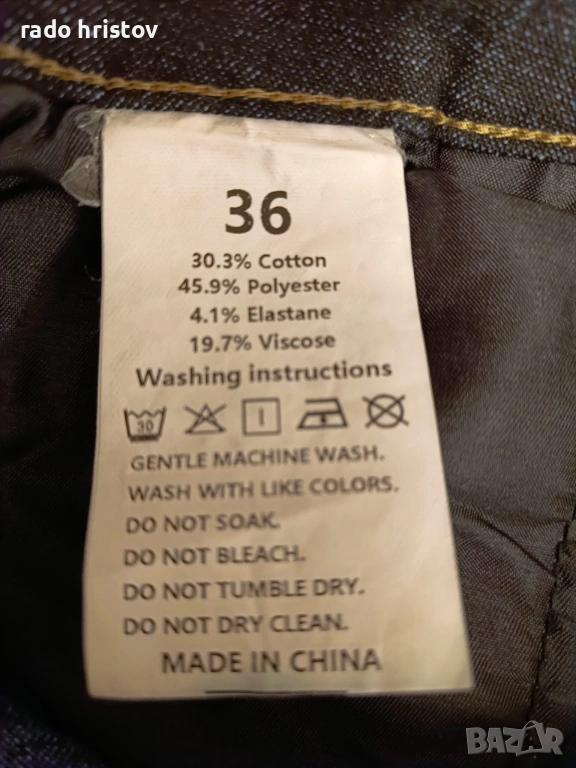 rado hristov
36
30.3% Cotton
45.9% Polyester
4.1% Elastane
19.7% Viscose
Washing instructions
30
GENTLE MACHINE WASH.
WASH WITH LIKE COLORS.
DO NOT SOAK.
DO NOT BLEACH.
DO NOT TUMBLE DRY.
DO NOT DRY CLEAN.
MADE IN CHINA
BAZAR